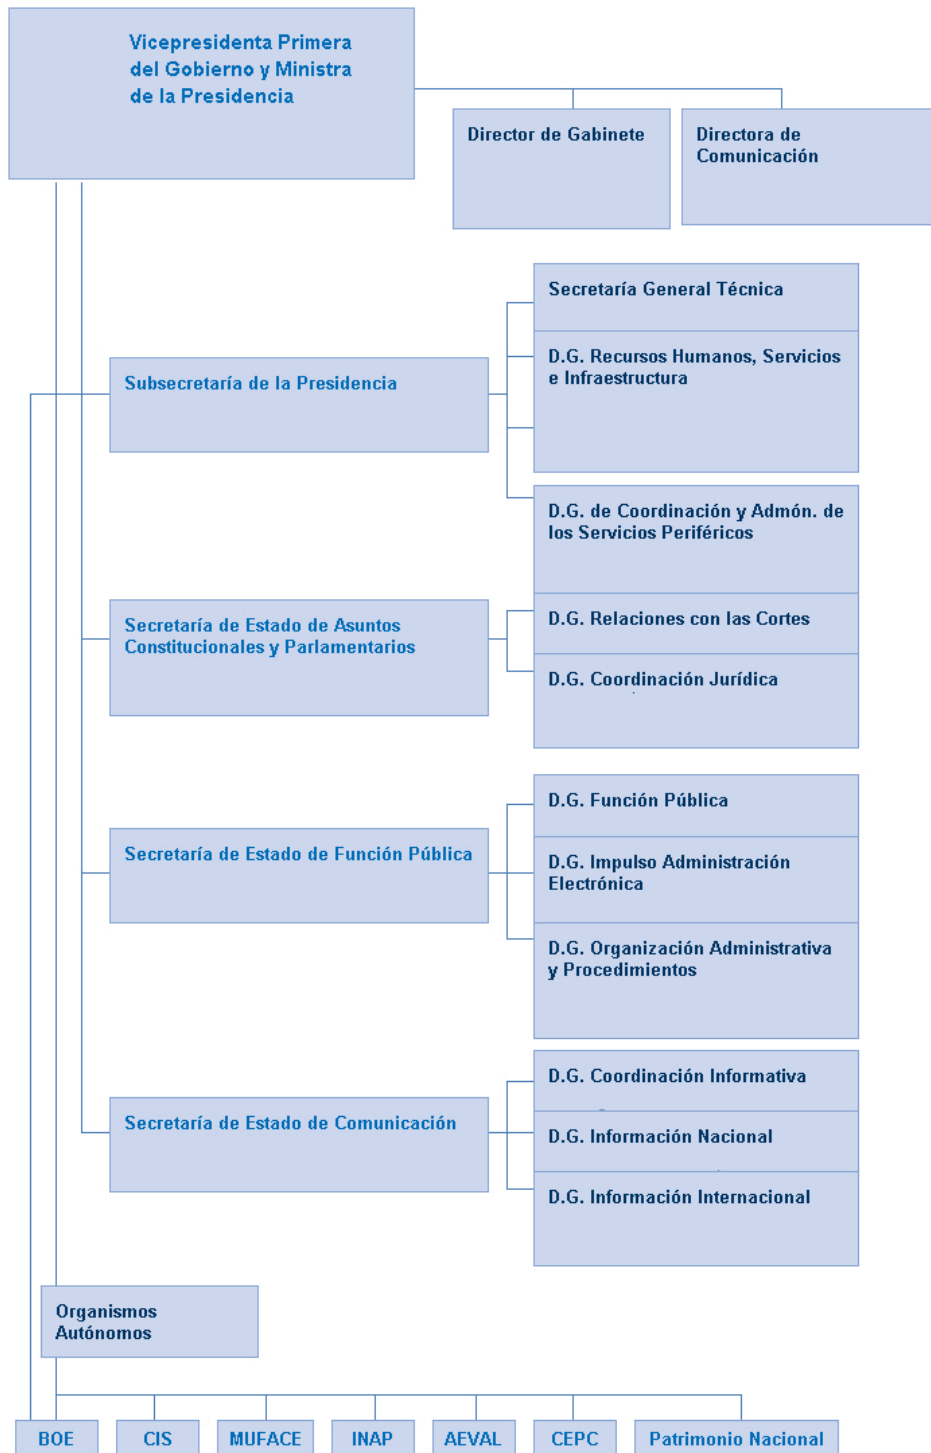 Vicepresidenta Primera
del Gobierno y Ministra
de la Presidencia
Director de Gabinete
Directora de
Comunicación
Secretaría General Técnica
D.G. Recursos Humanos, Servicios
e Infraestructura
Subsecretaría de la Presidencia
D.G. de Coordinación y Admón. de
los Servicios Periféricos
Secretaría de Estado de Asuntos
Constitucionales y Parlamentarios
D.G. Relaciones con las Cortes
D.G. Coordinación Jurídica
D.G. Función Pública
Secretaría de Estado de Función Pública
D.G. Impulso Administración
Electrónica
D.G. Organización Administrativa
y Procedimientos
D.G. Coordinación Informativa
Secretaría de Estado de Comunicación
D.G. Información Nacional
D.G. Información Internacional
Organismos
Autónomos
BOE
CIS
MUFACE
INAP
AEVAL
CEPC
Patrimonio Nacional